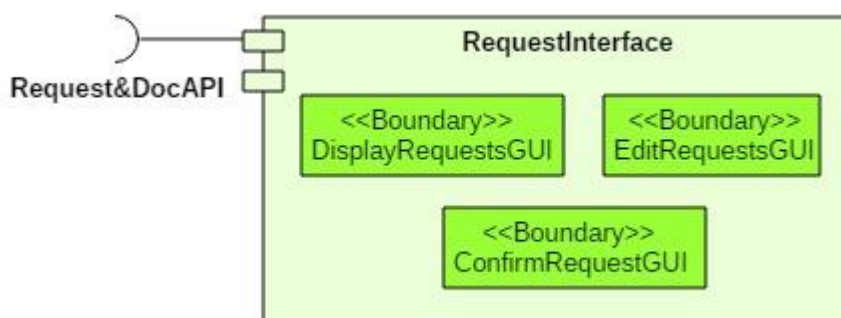 RequestInterface
Request&DocAPI
<<Boundary>>
DisplayRequestsGUI
<<Boundary>>
EditRequestsGUI
<<Boundary>>
ConfirmRequestGUI